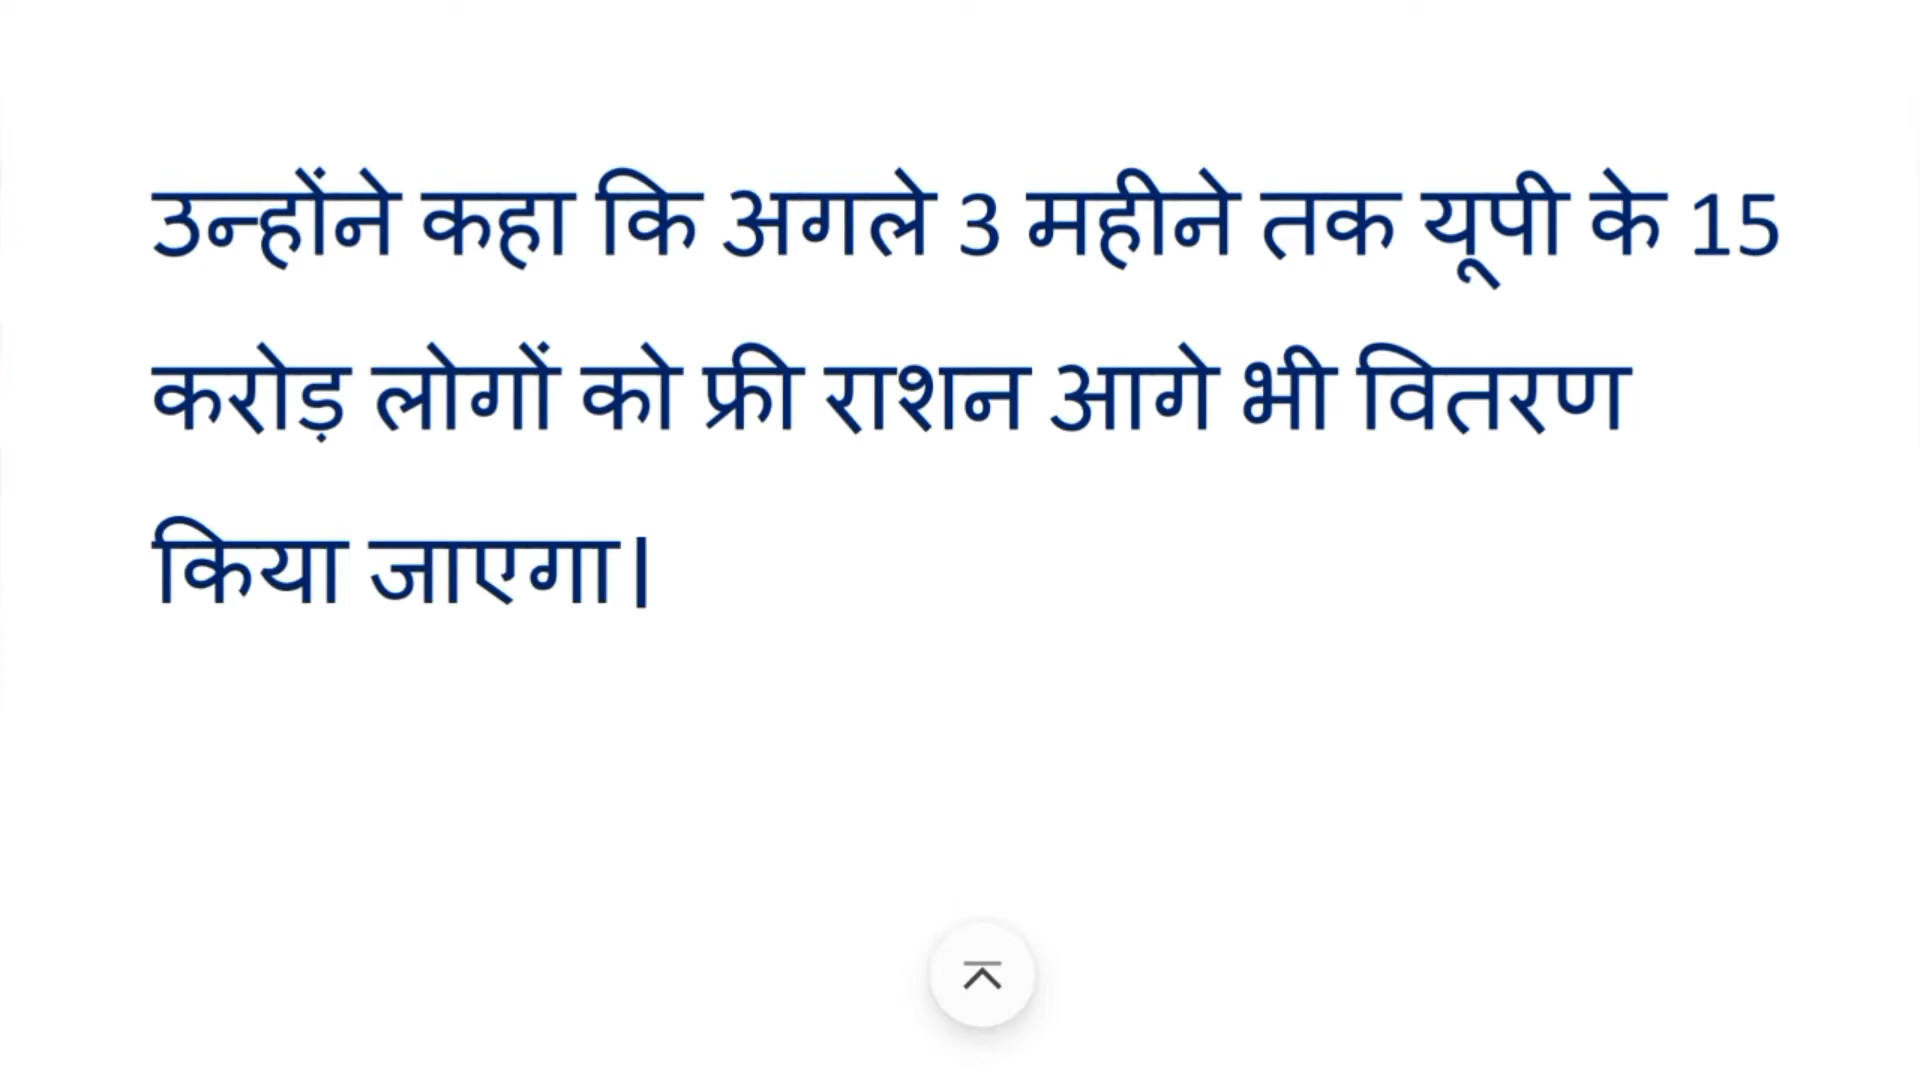 उन्होंने कहा कि अगले 3 महीने तक यूपी के 15
करोड़ लोगों को फ्री राशन आगे भी वितरण
किया जाएगा।